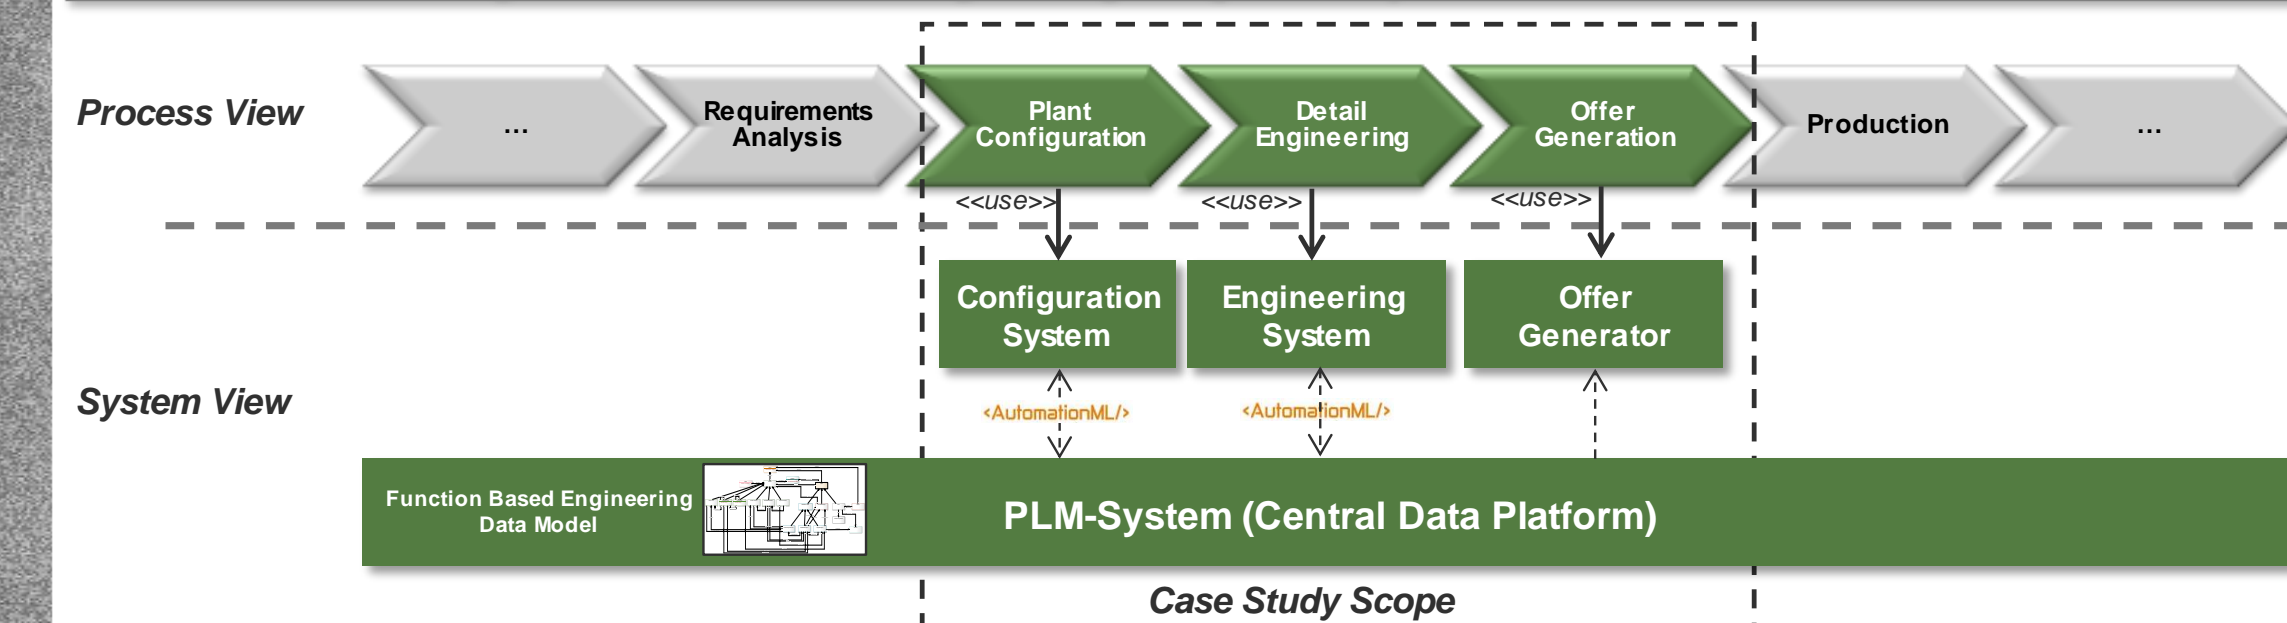 Process View
...
Requirements
Analysis
Plant
Configuration
Detail
Engineering
Offer
Generation
Production
...
<<use>>
<<use>>
<<use>>
Configuration
System
Engineering
System
Offer
Generator
System View
<AutomationML/>
<AutomationML/>
Function Based Engineering
Data Model
PLM-System (Central Data Platform)
Case Study Scope